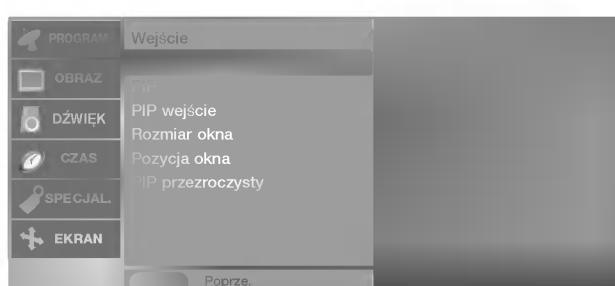 PROGRAM
OBRAZ
DŹWIĘK
CZAS
SPECJAL.
EKRAN
Wejście
PIP
PIP wejście
Rozmiar okna
Pozycja okna
PIP przezroczysty
Poprze.